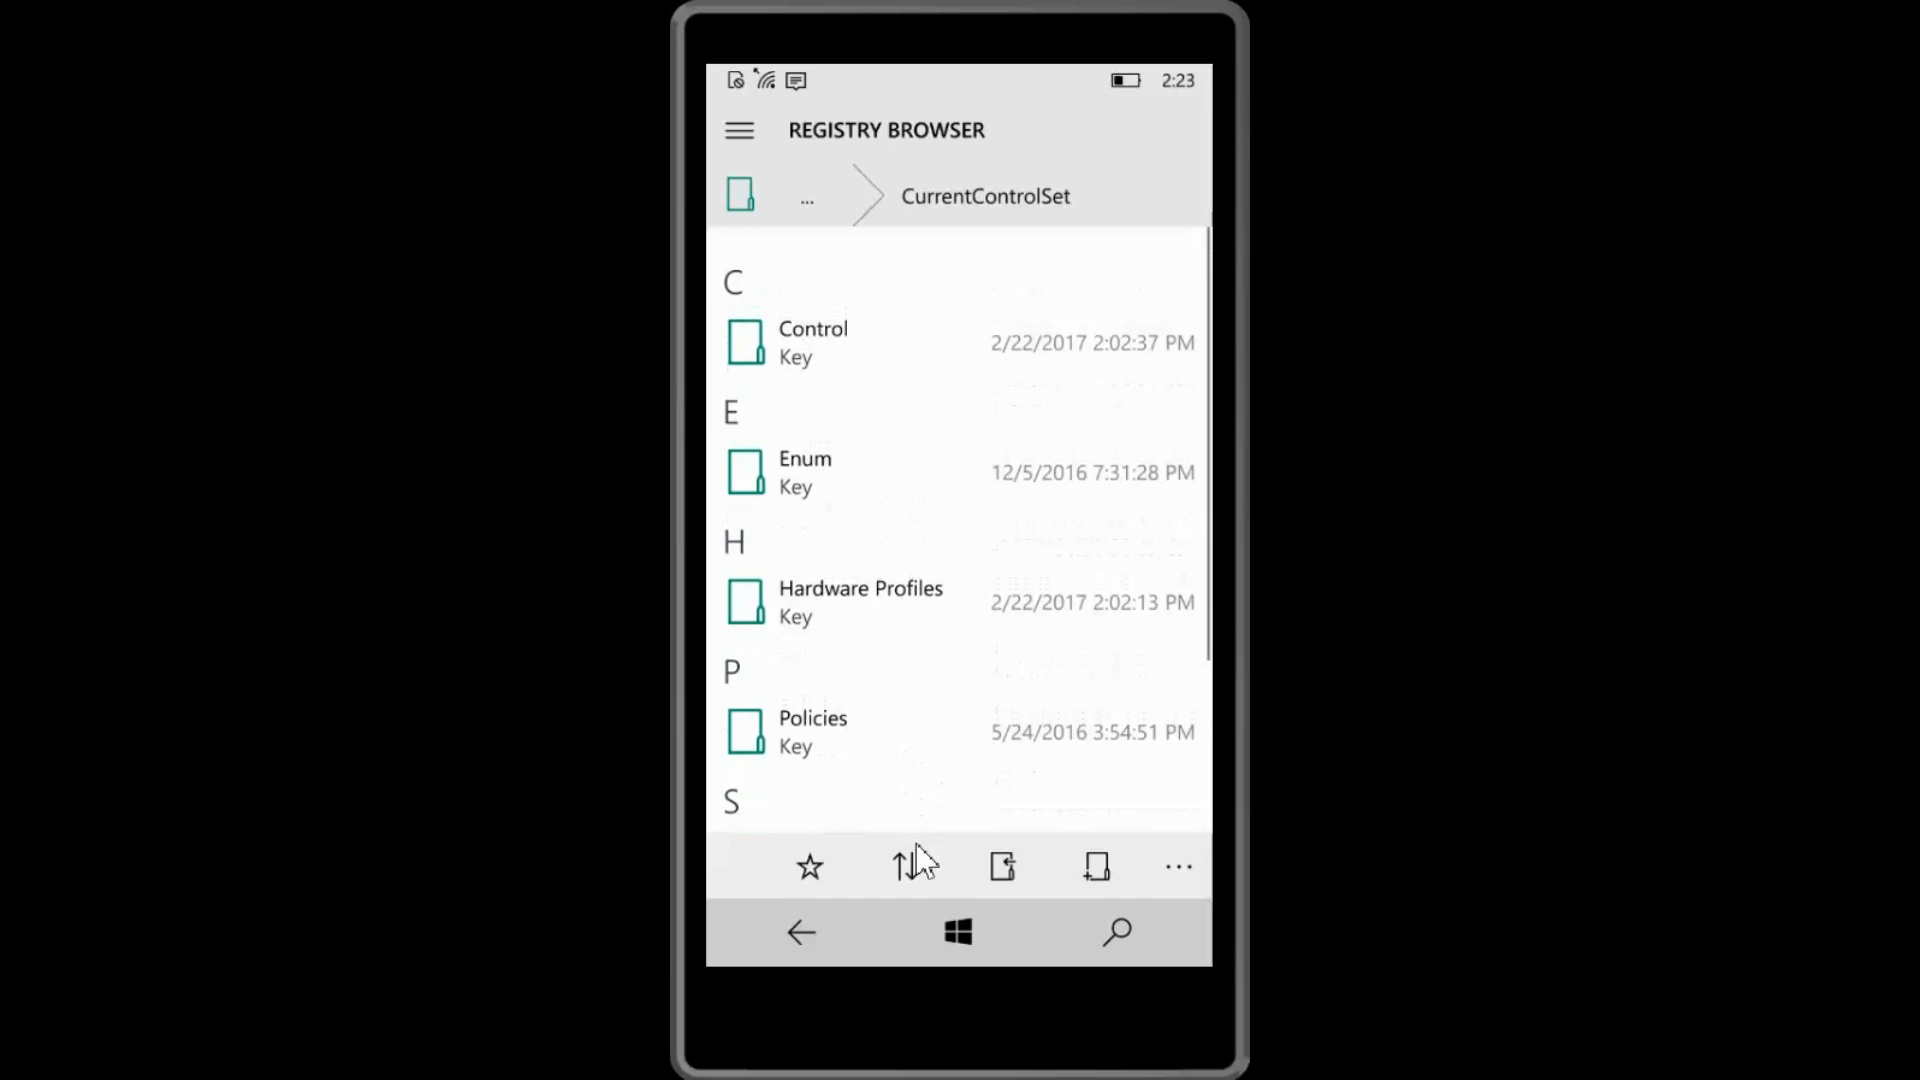 2:23
REGISTRY BROWSER
... CurrentControlSet
C
Control
Key
2/22/2017 2:02:37 PM
E
Enum
Key
12/5/2016 7:31:28 PM
H
Hardware Profiles
Key
2/22/2017 2:02:13 PM
P
Policies
Key
5/24/2016 3:54:51 PM
S